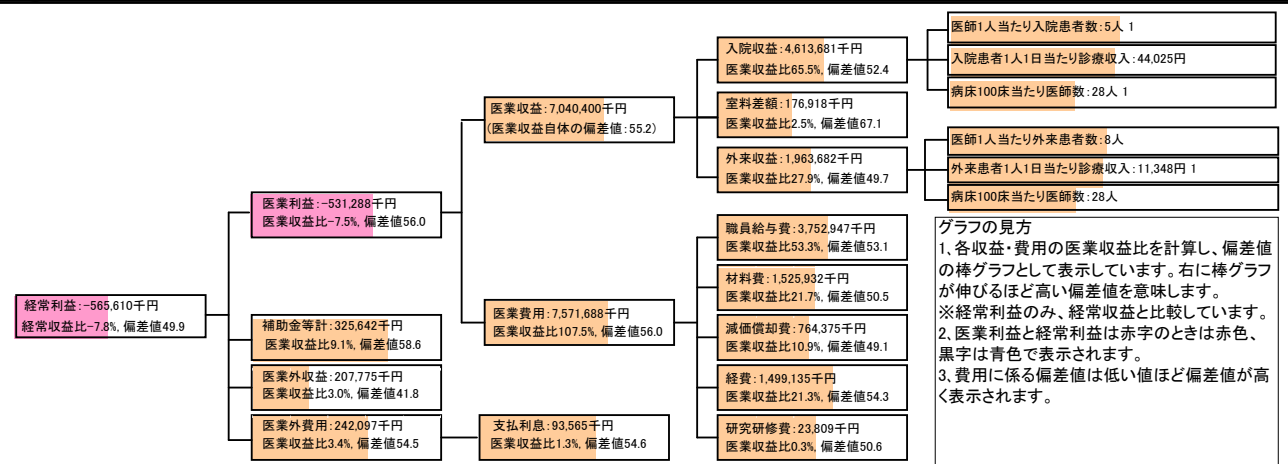 経常利益:-565,610千円
経常収比-7.8%, 偏差値49.9
医業利益:-531,288千円
医業収益比-7.5%, 偏差値56.0
補助金等計:325,642千円
医業収益比9.1%, 偏差値58.6
医業外収益:207,775千円
医業収益比3.0%, 偏差値41.8
医業外費用:242,097千円
医業収益比3.4%, 偏差値54.5
医業収益:7,040,400千円
(医業収益自体の偏差値:55.2)
医業費用:7,571,688千円
医業収益比107.5%, 偏差値56.0
支払利息:93,565千円
医業収益比1.3%, 偏差値54.6
入院収益:4,613,681千円
医業収益比65.5%, 偏差値52.4
室料差額:176,918千円
医業収益比2.5%, 偏差値67.1
外来収益:1,963,682千円
医業収益比27.9%, 偏差値49.7
職員給与費:3,752,947千円
医業収益比53.3%, 偏差値53.1
材料費:1,525,932千円
医業収益比21.7%, 偏差値50.5
減価償却費:764,375千円
医業収益比10.9%, 偏差値49.1
経費:1,499,135千円
医業収益比21.3%, 偏差値54.3
研究研修費:23,809千円
医業収益比0.3%, 偏差値50.6
医師1人当たり入院患者数:5人 1
入院患者1人1日当たり診療収入:44,025円
病床100床当たり医師数:28人 1
医師1人当たり外来患者数:8人
外来患者1人1日当たり診療収入:11,348円 1
病床100床当たり医師数:28人
グラフの見方
1、各収益・費用の医業収益比を計算し、偏差値
の棒グラフとして表示しています。右に棒グラフ
が伸びるほど高い偏差値を意味します。
※経常利益のみ、経常収益と比較しています。
2、医業利益と経常利益は赤字のときは赤色、
黒字は青色で表示されます。
3、費用に係る偏差値は低い値ほど偏差値が高
く表示されます。